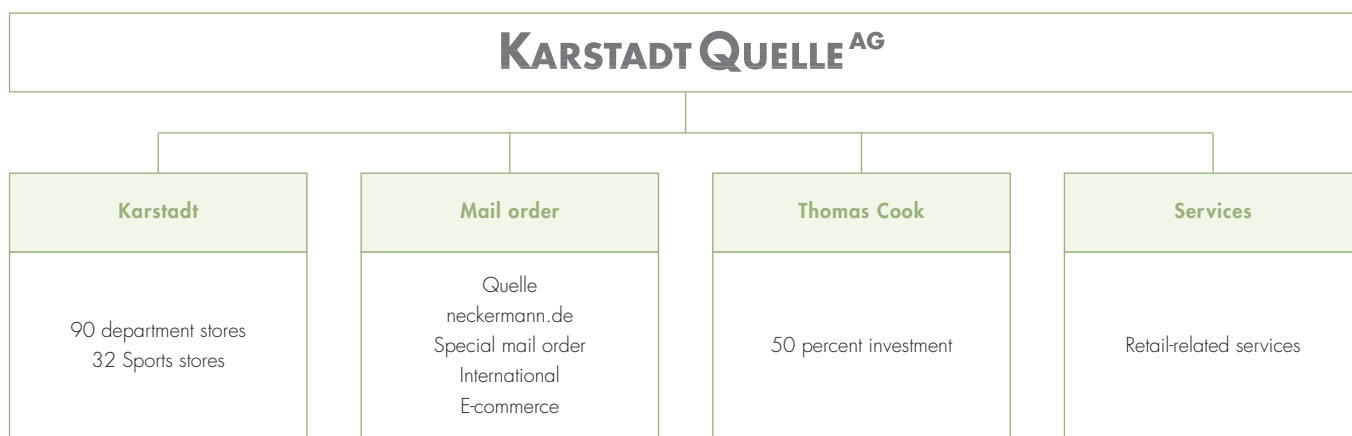 KARSTADT QUELLE AG
Karstadt
90 department stores
32 Sports stores
Mail order
Quelle
neckermann.de
Special mail order
International
E-commerce
Thomas Cook
50 percent investment
Services
Retail-related services